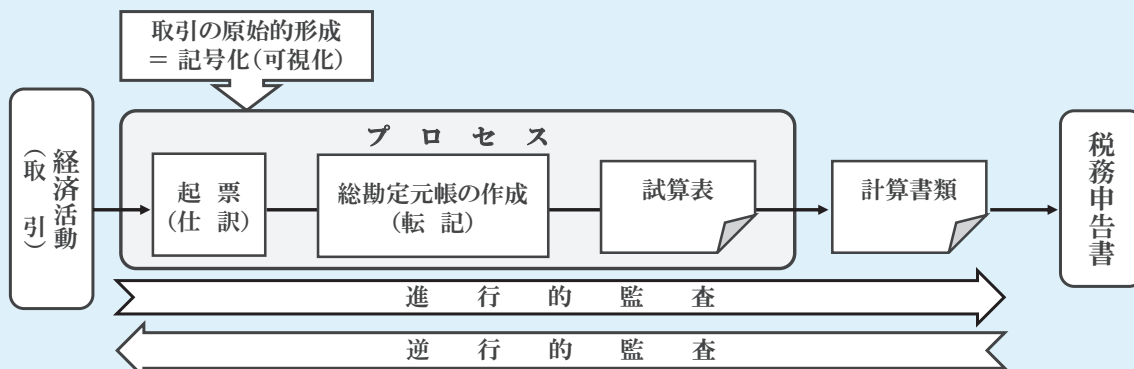 取引の原始的形成
＝ 記号化（可視化）
経済活動
（取　引）
プ　ロ　セ　ス
起　票
（仕　訳）
総勘定元帳の作成
（転　記）
試算表
計算書類
税務申告書
進　行　的　監　査
逆　行　的　監　査